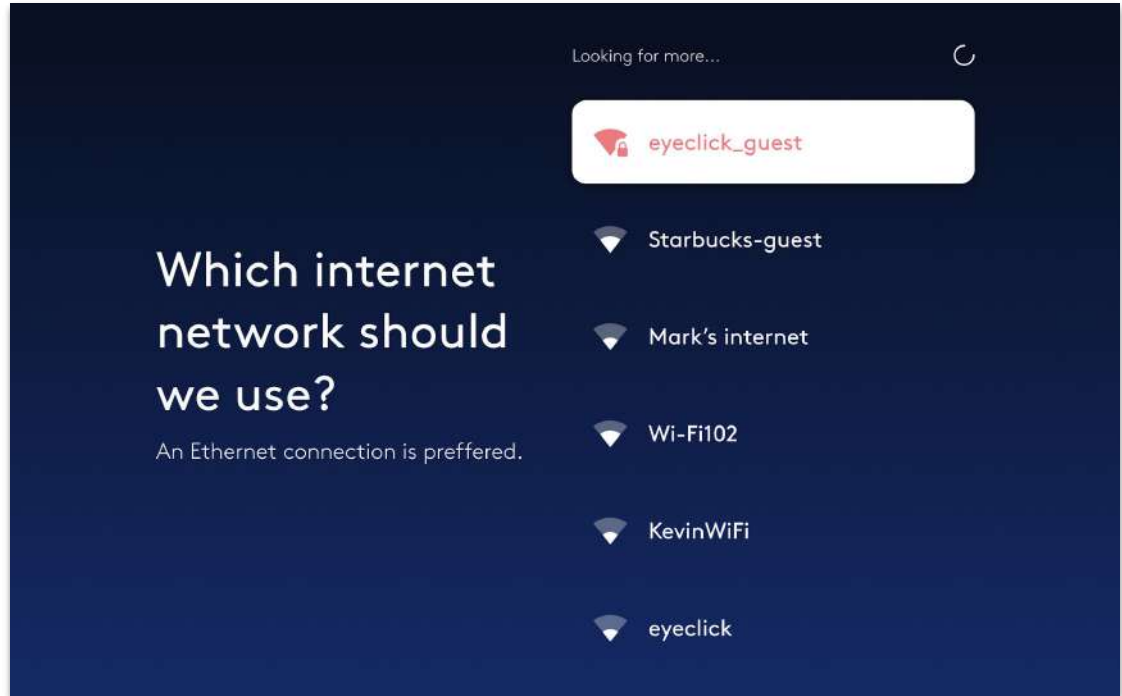 Looking for more...
eyeclick_guest
Starbucks-guest
Which internet
network should
we use?
An Ethernet connection is preffered.
Mark's internet
Wi-Fi102
KevinWiFi
eyeclick